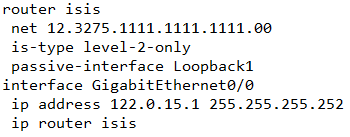 router isis
 net 12.3275.1111.1111.1111.00
 is-type level-2-only
 passive-interface Loopback1
interface GigabitEthernet0/0
 ip address 122.0.15.1 255.255.255.252
 ip router isis